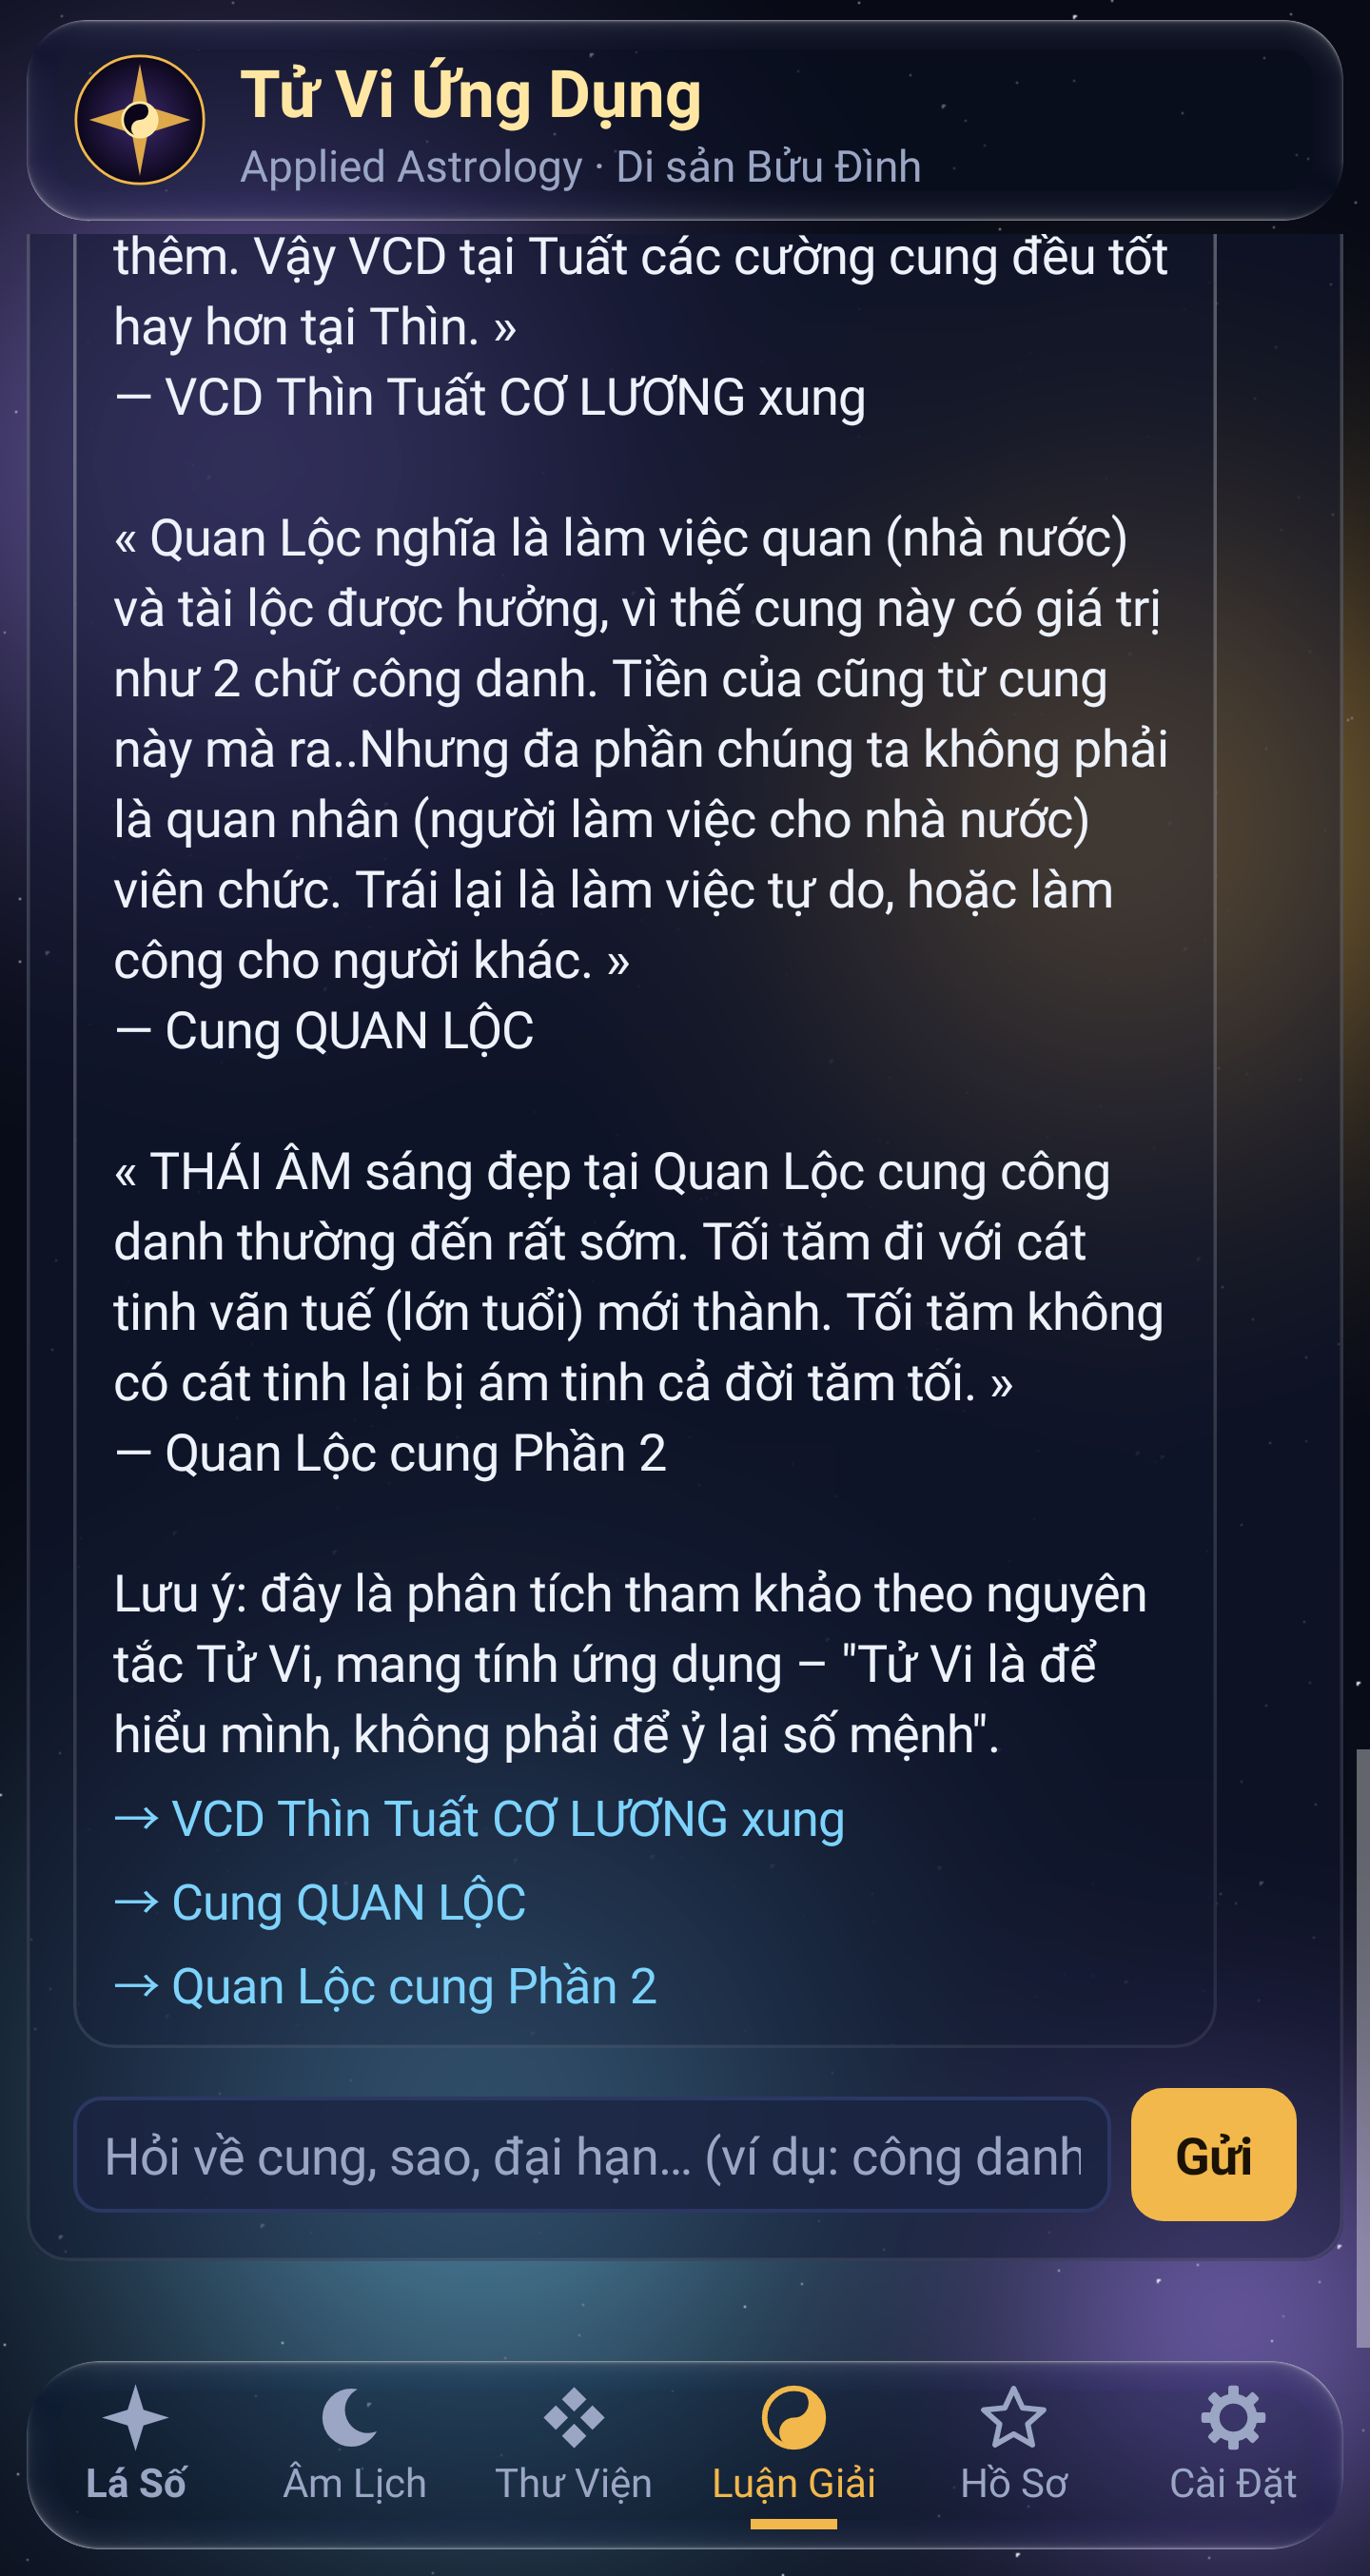 Tử Vi Ứng Dụng
Applied Astrology · Di sản Bửu Đình
thêm. Vậy VCD tại Tuất các cường cung đều tốt
hay hơn tại Thìn. »
— VCD Thìn Tuất CƠ LƯƠNG xung
« Quan Lộc nghĩa là làm việc quan (nhà nước)
và tài lộc được hưởng, vì thế cung này có giá trị
như 2 chữ công danh. Tiền của cũng từ cung
này mà ra..Nhưng đa phần chúng ta không phải
là quan nhân (người làm việc cho nhà nước)
viên chức. Trái lại là làm việc tự do, hoặc làm
công cho người khác. »
— Cung QUAN LỘC
« THÁI ÂM sáng đẹp tại Quan Lộc cung công
danh thường đến rất sớm. Tối tăm đi với cát
tinh vãn tuế (lớn tuổi) mới thành. Tối tăm không
có cát tinh lại bị ám tinh cả đời tăm tối. »
— Quan Lộc cung Phần 2
Lưu ý: đây là phân tích tham khảo theo nguyên
tắc Tử Vi, mang tính ứng dụng – "Tử Vi là để
hiểu mình, không phải để ỷ lại số mệnh".
→ VCD Thìn Tuất CƠ LƯƠNG xung
→ Cung QUAN LỘC
→ Quan Lộc cung Phần 2
Hỏi về cung, sao, đại hạn... (ví dụ: công danh
Gửi
Lá Số
Âm Lịch
Thư Viện
Luận Giải
Hồ Sơ
Cài Đặt